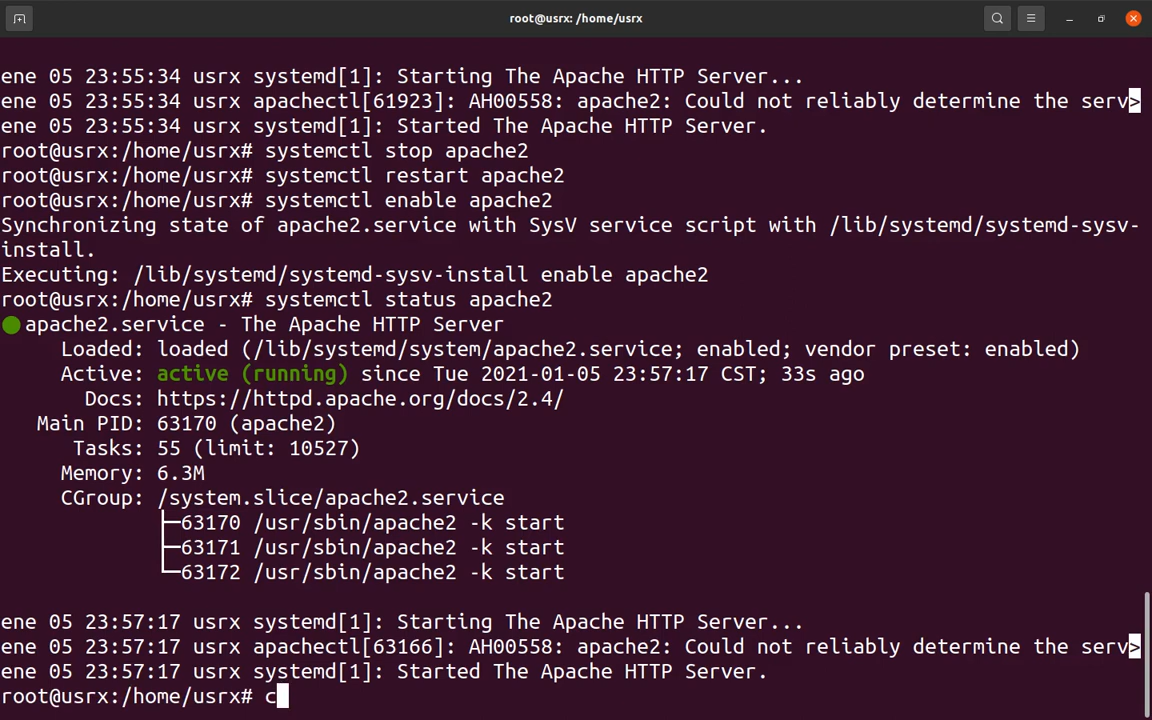 root@usrx: /home/usrx
ene 05 23:55:34 usrx systemd[1]: Starting The Apache HTTP Server...
ene 05 23:55:34 usrx apachectl[61923]: AH00558: apache2: Could not reliably determine the serv>
ene 05 23:55:34 usrx systemd[1]: Started The Apache HTTP Server.
root@usrx:/home/usrx# systemctl stop apache2
root@usrx:/home/usrx# systemctl restart apache2
root@usrx:/home/usrx# systemctl enable apache2
Synchronizing state of apache2.service with SysV service script with /lib/systemd/systemd-sysv-
install.
Executing: /lib/systemd/systemd-sysv-install enable apache2
root@usrx:/home/usrx# systemctl status apache2
● apache2.service - The Apache HTTP Server
Loaded: loaded (/lib/systemd/system/apache2.service; enabled; vendor preset: enabled)
Active: active (running) since Tue 2021-01-05 23:57:17 CST; 33s ago
Docs: https://httpd.apache.org/docs/2.4/
Main PID: 63170 (apache2)
Tasks: 55 (limit: 10527)
Memory: 6.3M
CGroup: /system.slice/apache2.service
├─63170 /usr/sbin/apache2 -k start
├─63171 /usr/sbin/apache2 -k start
└─63172 /usr/sbin/apache2 -k start
ene 05 23:57:17 usrx systemd[1]: Starting The Apache HTTP Server...
ene 05 23:57:17 usrx apachectl[63166]: AH00558: apache2: Could not reliably determine the serv>
ene 05 23:57:17 usrx systemd[1]: Started The Apache HTTP Server.
root@usrx:/home/usrx# c